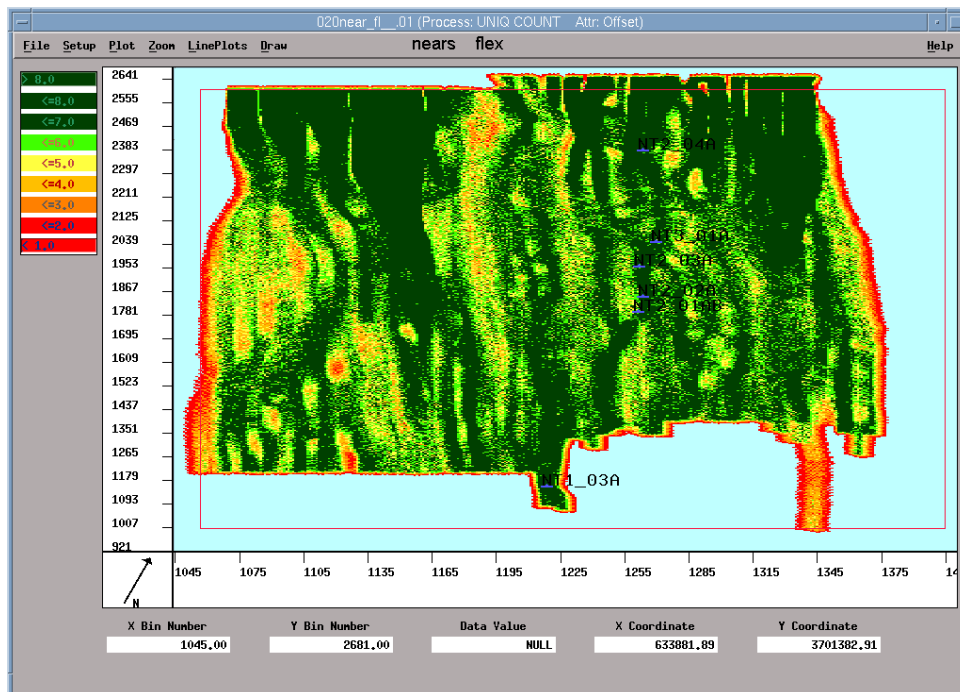 020near_fl__.01 (Process: UNIQ COUNT Attr: Offset)
File Setup Plot Zoom LinePlots Draw nears flex Help
> 8.0
<=8.0
<=7.0
<=6.0
<=5.0
<=4.0
<=3.0
<=2.0
< 1.0
2641
2555
2469
2383
2297
2211
2125
2039
1953
1867
1781
1695
1609
1523
1437
1351
1265
1179
1093
1007
921
NT2_04A
NT3_01A
NT2_03A
NT2_02A
NT1_03A
1045 1075 1105 1135 1165 1195 1225 1255 1285 1315 1345 1375 14
N
X Bin Number Y Bin Number Data Value X Coordinate Y Coordinate
1045.00 2681.00 NULL 633881.89 3701382.91